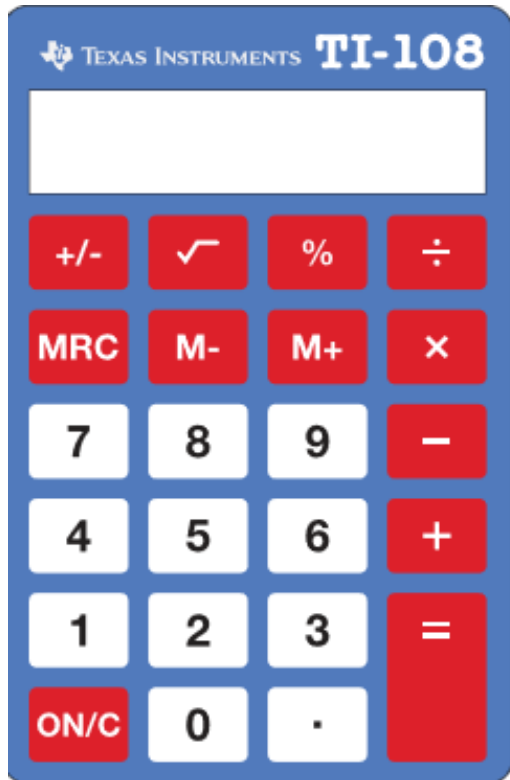 TEXAS INSTRUMENTS TI-108
+/- √ % ÷
MRC M- M+ ×
7 8 9 −
4 5 6 +
1 2 3 =
ON/C 0 .